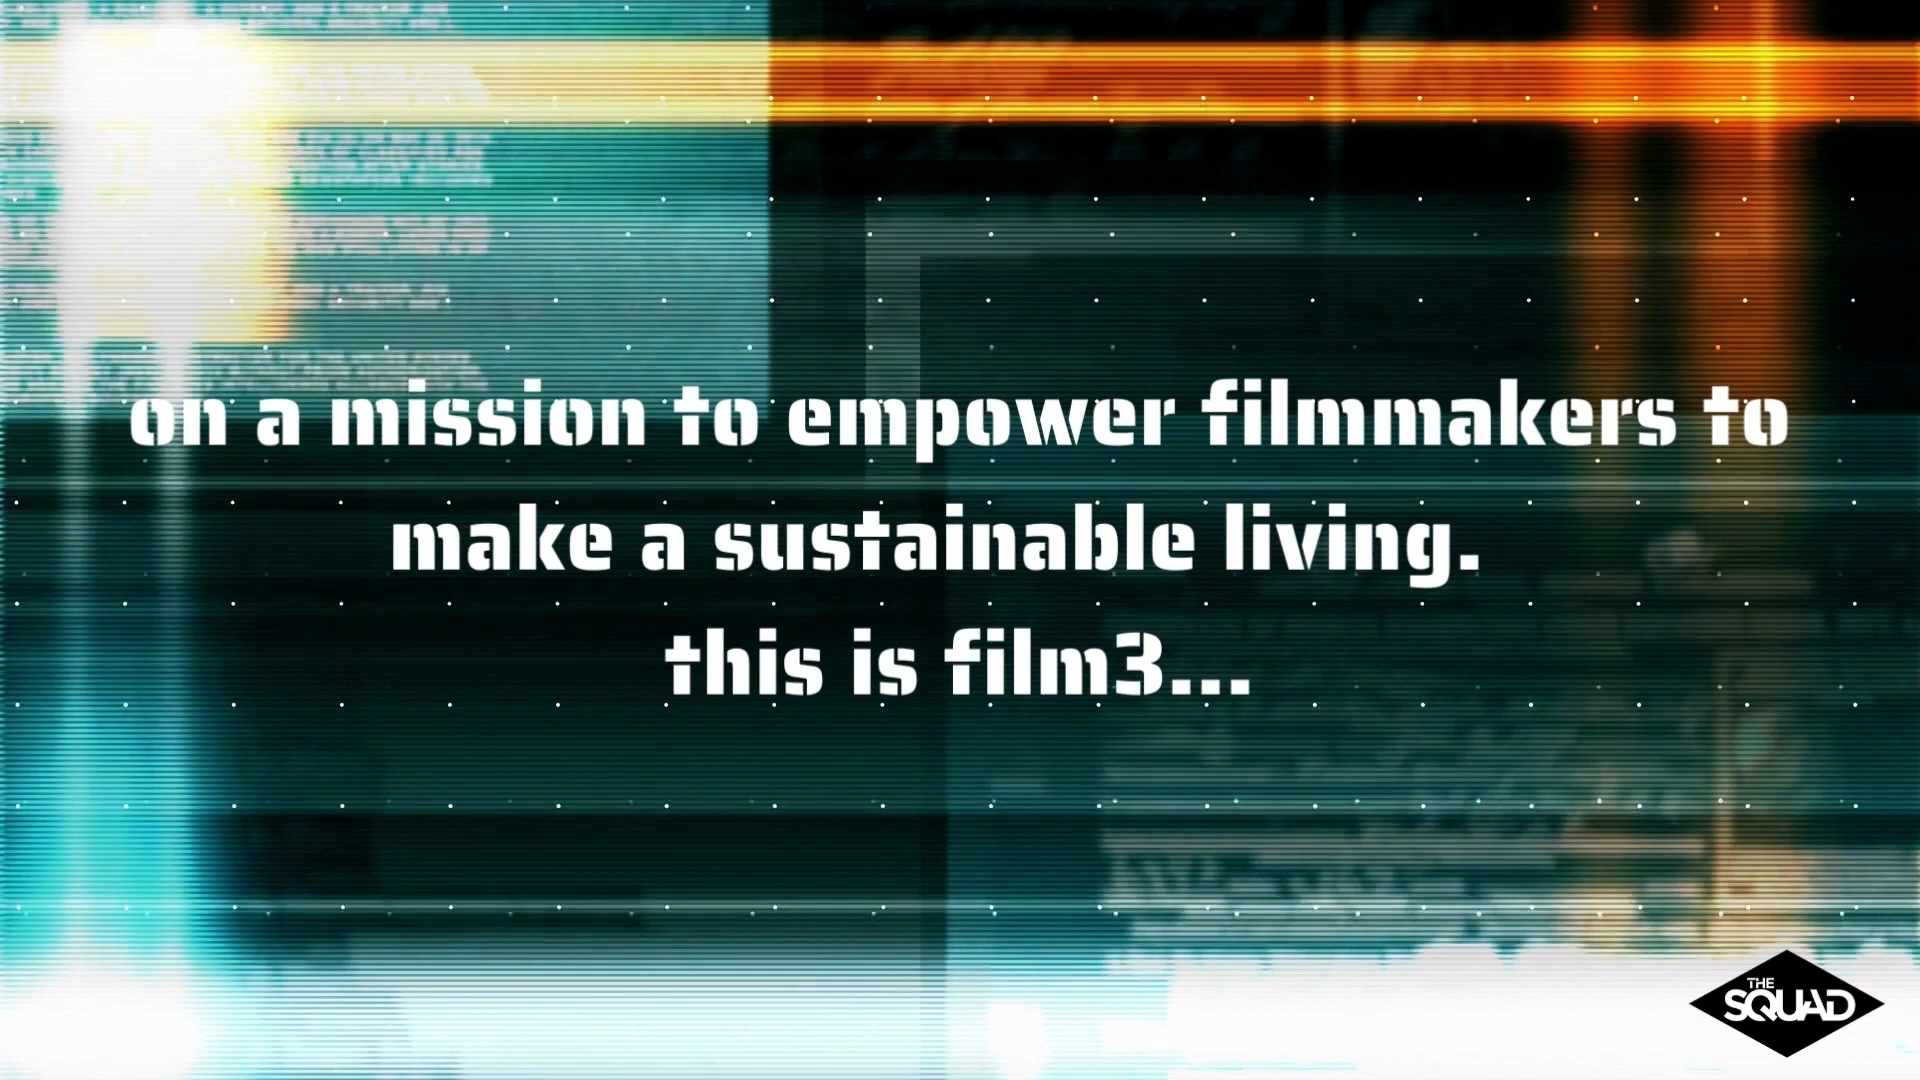 on a mission to empower filmmakers to
make a sustainable living.
this is film3...
THE
SQUAD